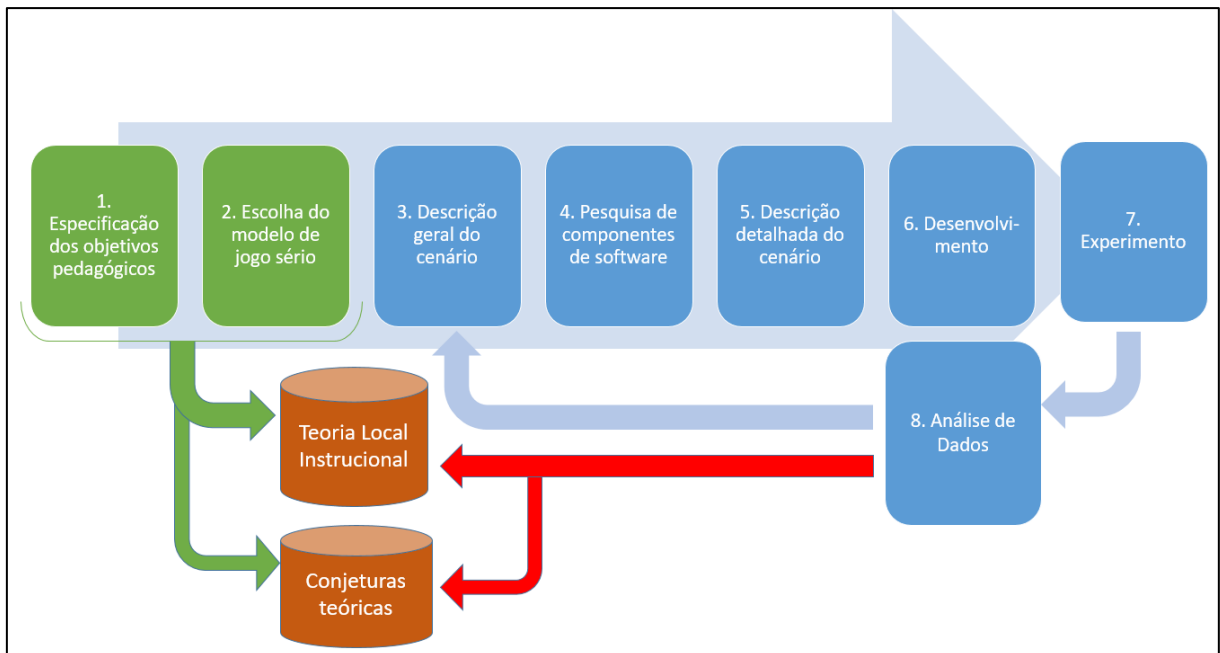 1.
Especificação
dos objetivos
pedagógicos
2. Escolha do
modelo de
jogo sério
3. Descrição
geral do
cenário
4. Pesquisa de
componentes
de software
5. Descrição
detalhada do
cenário
6. Desenvolvi-
mento
7.
Experimento
8. Análise de
Dados
Teoria Local
Instrucional
Conjeturas
teóricas